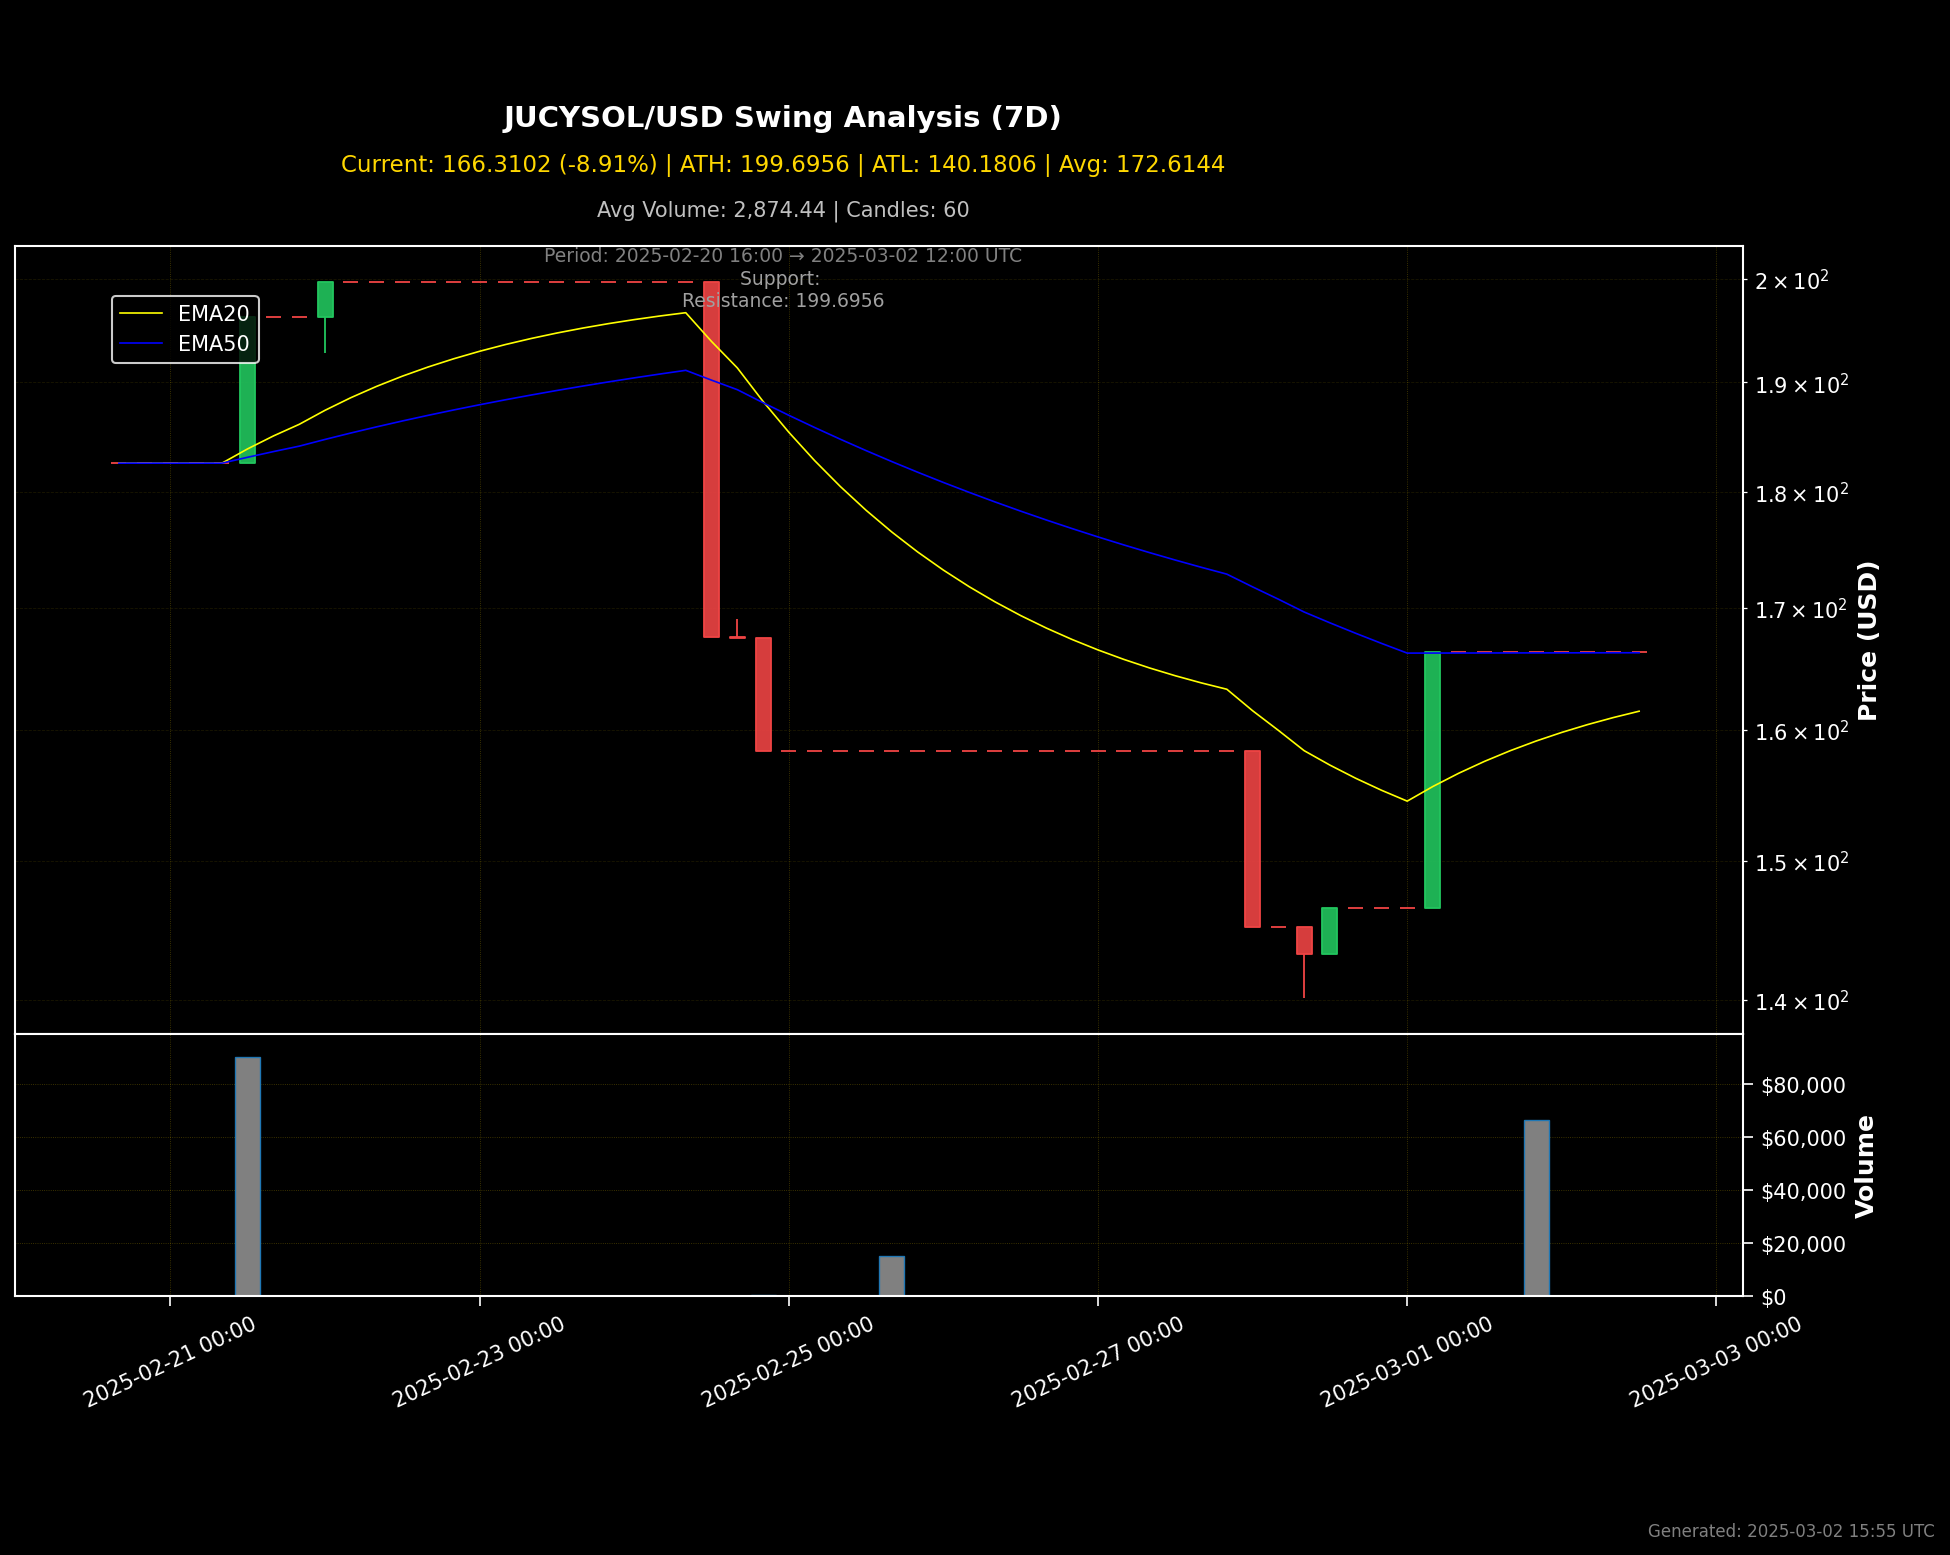 JUCYSOL/USD Swing Analysis (7D)
Current: 166.3102 (-8.91%) | ATH: 199.6956 | ATL: 140.1806 | Avg: 172.6144
Avg Volume: 2,874.44 | Candles: 60
Period: 2025-02-20 16:00 → 2025-03-02 12:00 UTC
Support:
Resistance: 199.6956
EMA20
EMA50
2 × 10²
1.9 × 10²
1.8 × 10²
1.7 × 10²
1.6 × 10²
1.5 × 10²
1.4 × 10²
Price (USD)
$80,000
$60,000
$40,000
$20,000
$0
Volume
2025-02-21 00:00
2025-02-23 00:00
2025-02-25 00:00
2025-02-27 00:00
2025-03-01 00:00
2025-03-03 00:00
Generated: 2025-03-02 15:55 UTC